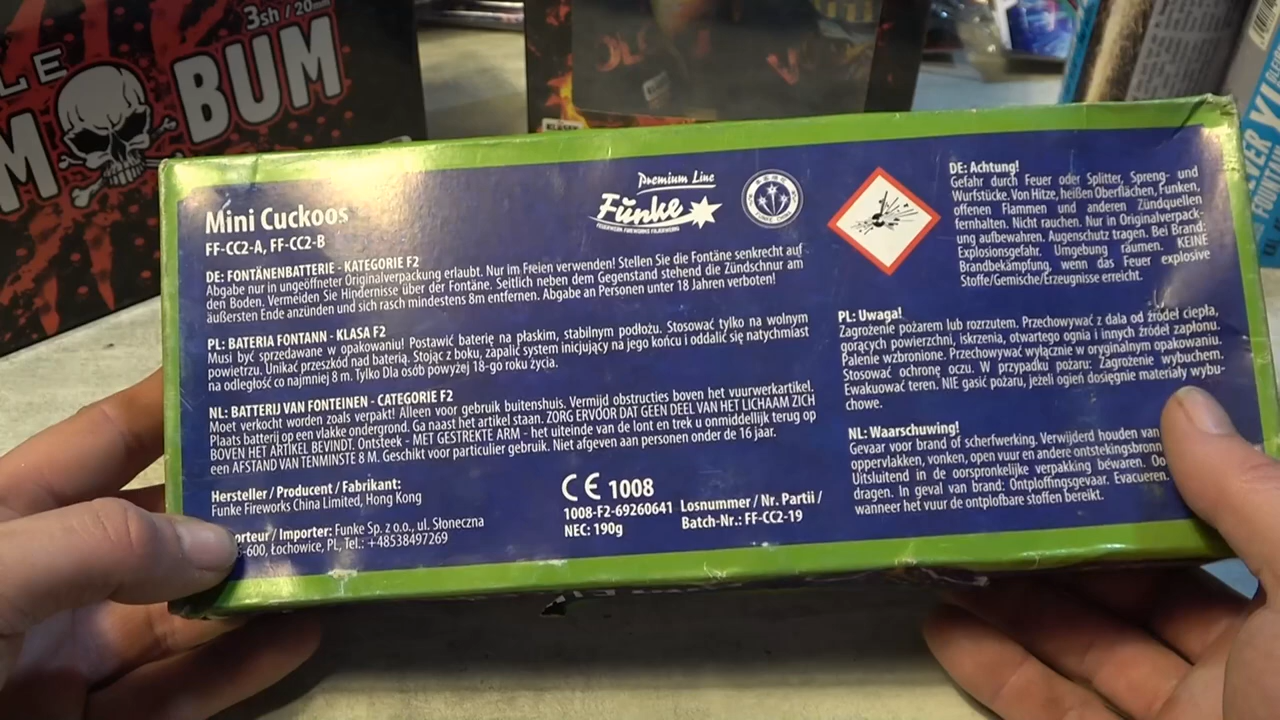 3sh / 20mm
LE
BUM
M
Mini Cuckoos
FF-CC2-A, FF-CC2-B
DE: FONTÄNENBATTERIE - KATEGORIE F2
Abgabe nur in ungeöffneter Originalverpackung erlaubt. Nur im Freien verwenden! Stellen Sie die Fontäne senkrecht auf
den Boden. Vermeiden Sie Hindernisse über der Fontäne. Seitlich neben dem Gegenstand stehend die Zündschnur am
äußersten Ende anzünden und sich rasch mindestens 8m entfernen. Abgabe an Personen unter 18 Jahren verboten!
PL: BATERIA FONTANN - KLASA F2
Musi być sprzedawane w opakowaniu! Postawić baterię na płaskim, stabilnym podłożu. Stosować tylko na wolnym
powietrzu. Unikać przeszkód nad baterią. Stojąc z boku, zapalić system inicjujący na jego końcu i oddalić się natychmiast
na odległość co najmniej 8 m. Tylko Dla osób powyżej 18-go roku życia.
NL: BATTERIJ VAN FONTEINEN - CATEGORIE F2
Moet verkocht worden zoals verpakt! Alleen voor gebruik buitenshuis. Vermijd obstructies boven het vuurwerkartikel.
Plaats batterij op een vlakke ondergrond. Ga naast het artikel staan. ZORG ERVOOR DAT GEEN DEEL VAN HET LICHAAM ZICH
BOVEN HET ARTIKEL BEVINDT. Ontsteek - MET GESTREKTE ARM - het uiteinde van de lont en trek u onmiddellijk terug op
een AFSTAND VAN TENMINSTE 8 M. Geschikt voor particulier gebruik. Niet afgeven aan personen onder de 16 jaar.
Hersteller / Producent / Fabrikant:
Funke Fireworks China Limited, Hong Kong
orteur / Importer: Funke Sp. z o.o., ul. Słoneczna
-600, Łochowice, PL, Tel.: +48538497269
CE 1008
1008-F2-69260641
NEC: 190g
Losnummer / Nr. Partii /
Batch-Nr.: FF-CC2-19
Premium Line
Funke
FEUERWERK FIREWORKS FAJERWERKI
FUNKE CHINA
DE: Achtung!
Gefahr durch Feuer oder Splitter, Spreng- und
Wurfstücke. Von Hitze, heißen Oberflächen, Funken,
offenen Flammen und anderen Zündquellen
fernhalten. Nicht rauchen. Nur in Originalverpack-
ung aufbewahren. Augenschutz tragen. Bei Brand:
Explosionsgefahr. Umgebung räumen. KEINE
Brandbekämpfung, wenn das Feuer explosive
Stoffe/Gemische/Erzeugnisse erreicht.
PL: Uwaga!
Zagrożenie pożarem lub rozrzutem. Przechowywać z dala od źródeł ciepła,
gorących powierzchni, iskrzenia, otwartego ognia i innych źródeł zapłonu.
Palenie wzbronione. Przechowywać wyłącznie w oryginalnym opakowaniu.
Stosować ochronę oczu. W przypadku pożaru: Zagrożenie wybuchem.
Ewakuować teren. NIE gasić pożaru, jeżeli ogień dosięgnie materiały wybu-
chowe.
NL: Waarschuwing!
Gevaar voor brand of scherfwerking. Verwijderd houden van
oppervlakken, vonken, open vuur en andere ontstekingsbronn
Uitsluitend in de oorspronkelijke verpakking bewaren. Oo
dragen. In geval van brand: Ontploffingsgevaar. Evacueren.
wanneer het vuur de ontplofbare stoffen bereikt.